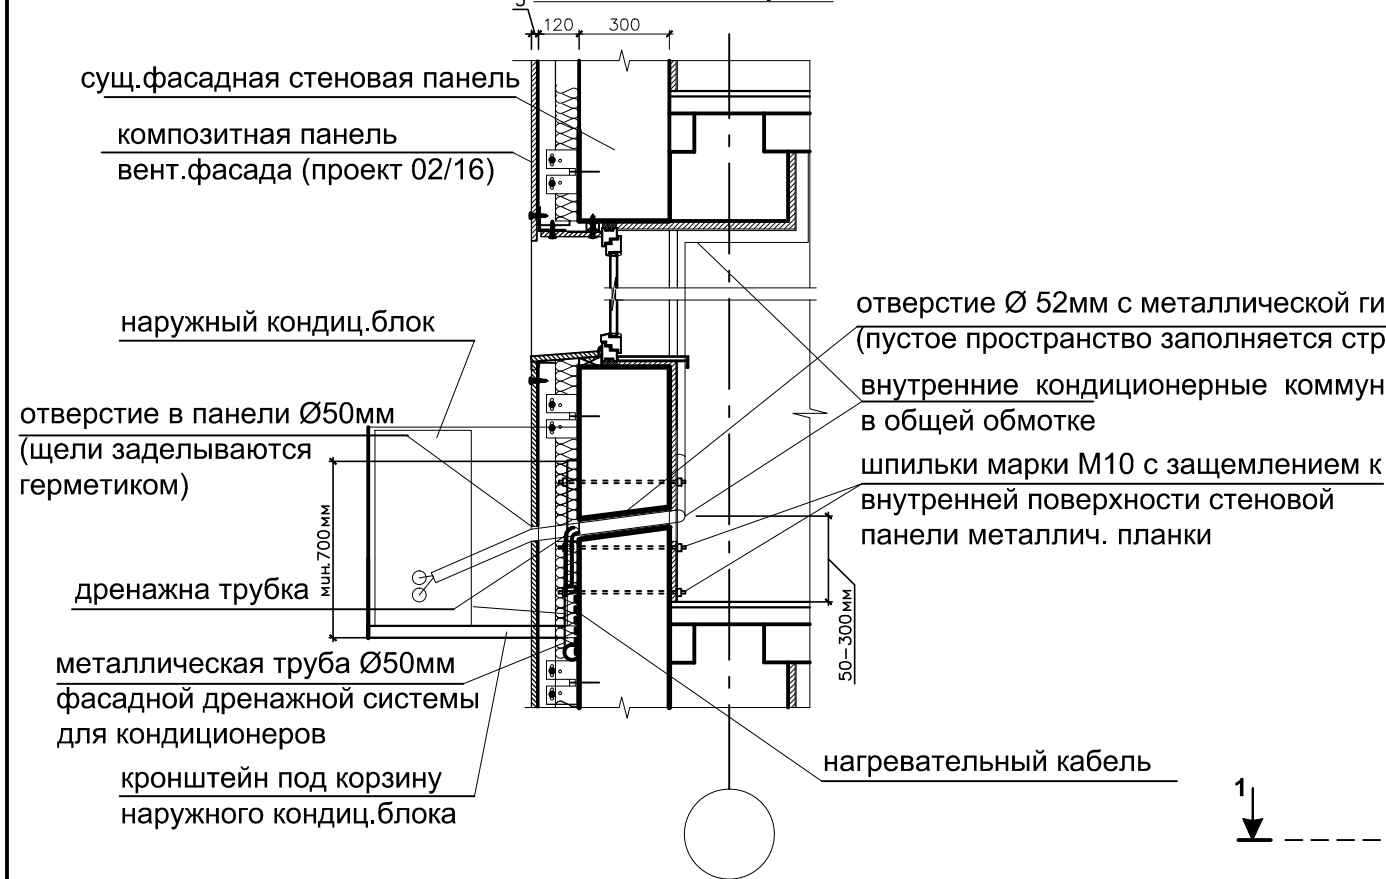 120
300
сущ.фасадная стеновая панель
композитная панель
вент.фасада (проект 02/16)
наружный кондиц.блок
отверстие в панели Ø50мм
(щели заделываются
герметиком)
мин.700мм
дренажна трубка
металлическая труба Ø50мм
фасадной дренажной системы
для кондиционеров
кронштейн под корзину
наружного кондиц.блока
отверстие Ø 52мм с металлической ги
(пустое пространство заполняется стр
внутренние кондиционерные коммун
в общей обмотке
шпильки марки М10 с защемлением к
внутренней поверхности стеновой
панели металлич. планки
50-300мм
нагревательный кабель
1